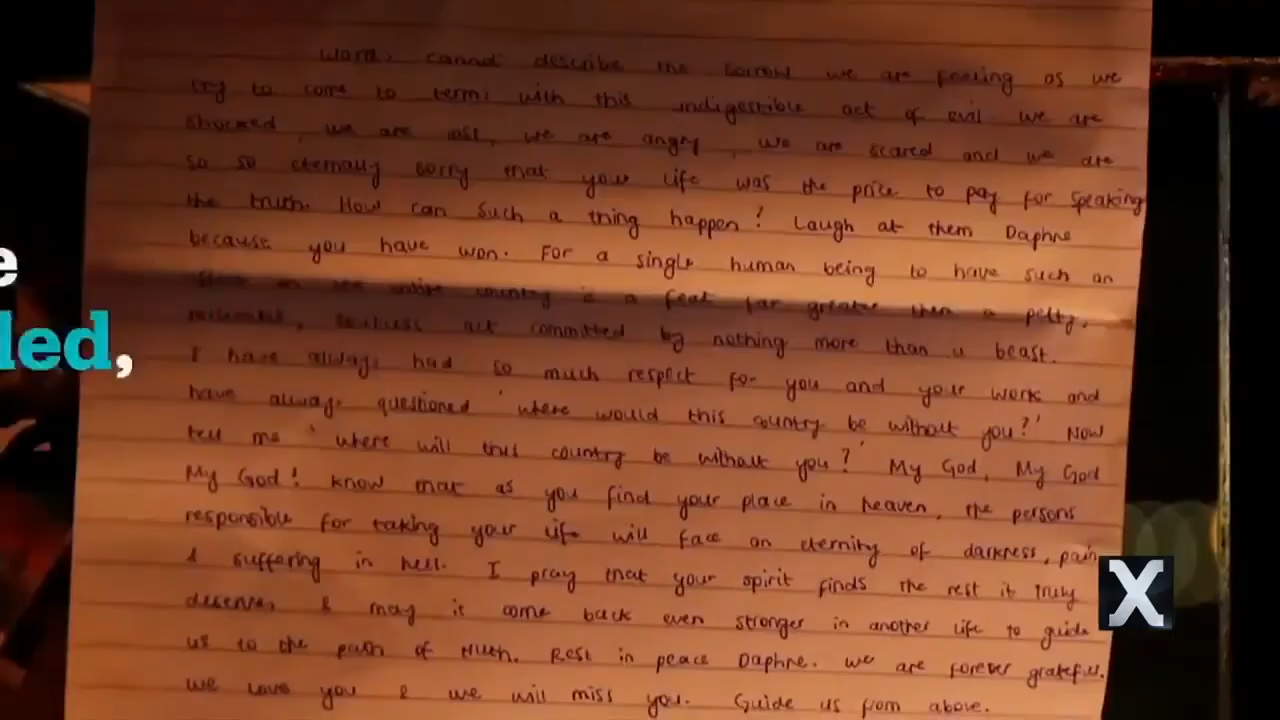 words cannot describe the sorrow we are feeling as we
try to come to terms with this indigestible act of evil. we are
shocked, we are lost, we are angry, we are scared and we are
so so eternally sorry that your life was the price to pay for speaking
the truth. How can such a thing happen? Laugh at them Daphne
because you have won. For a single human being to have such an
on an entire country is a feat far greater then a petty,
miserable, act committed by nothing more than a beast.
I have always had so much respect for you and your work and
have always questioned 'where would this country be without you?' Now
tell me 'where will this country be without you?' My God, My God
My God! know that as you find your place in heaven, the persons
responsible for taking your life will face an eternity of darkness, pain
& suffering in hell. I pray that your spirit finds the rest it truly
deserves & may it come back even stronger in another life to guide
us to the path of truth. Rest in peace Daphne. we are forever grateful.
we love you & we will miss you. Guide us from above.
e
led,
X